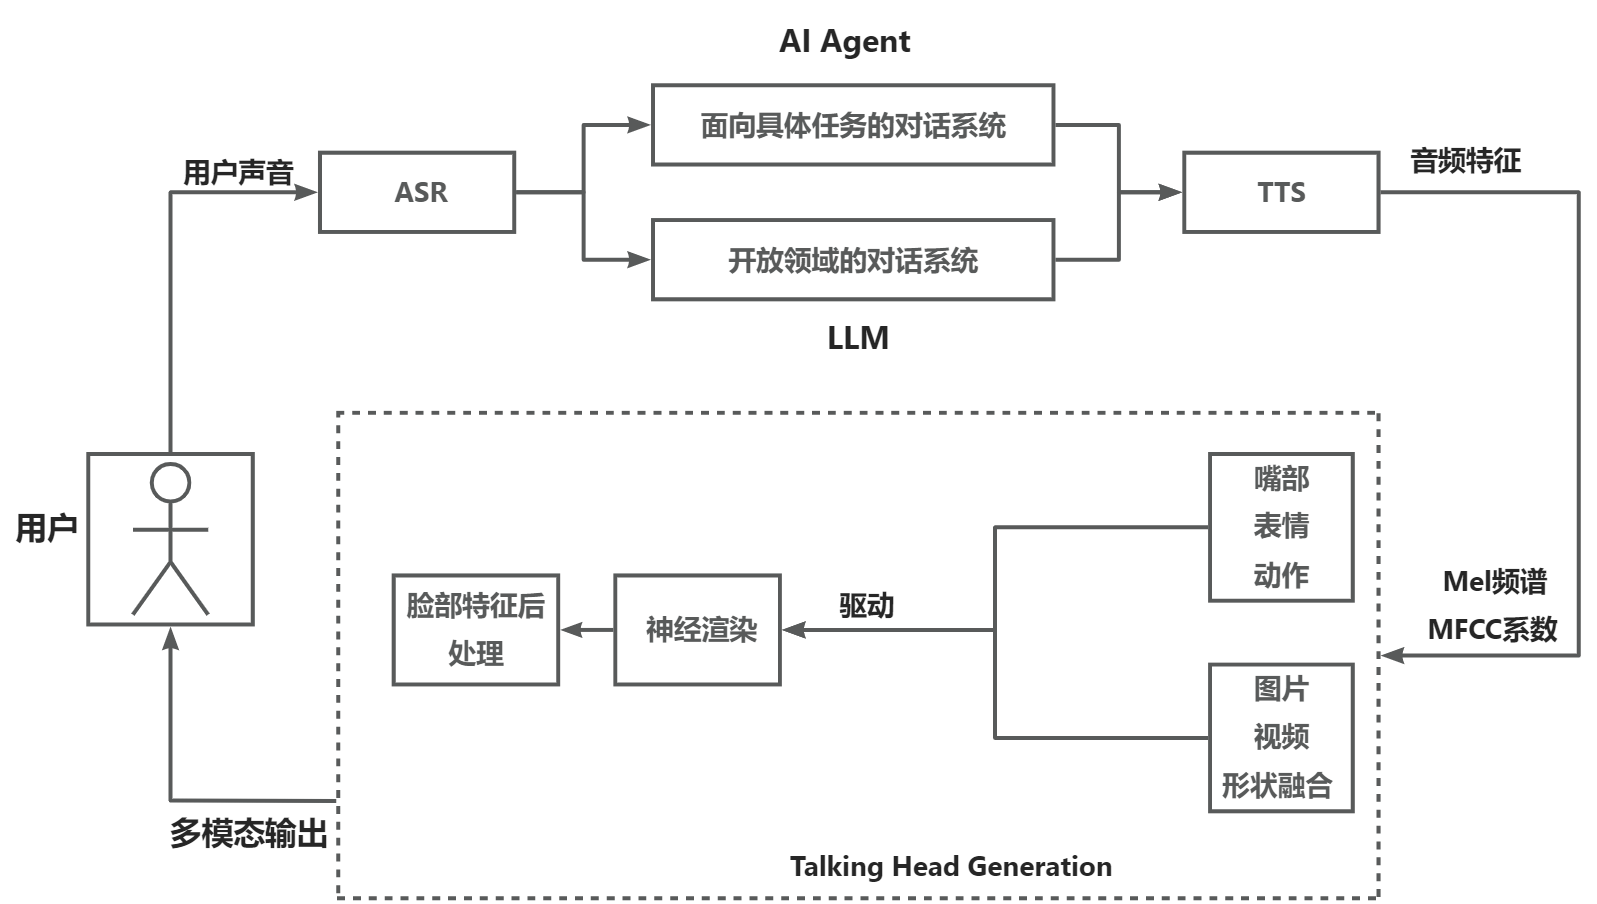 AI Agent
面向具体任务的对话系统
用户声音
ASR
TTS
音频特征
开放领域的对话系统
LLM
用户
嘴部
表情
动作
Mel频谱
MFCC系数
驱动
脸部特征后
处理
神经渲染
图片
视频
形状融合
多模态输出
Talking Head Generation